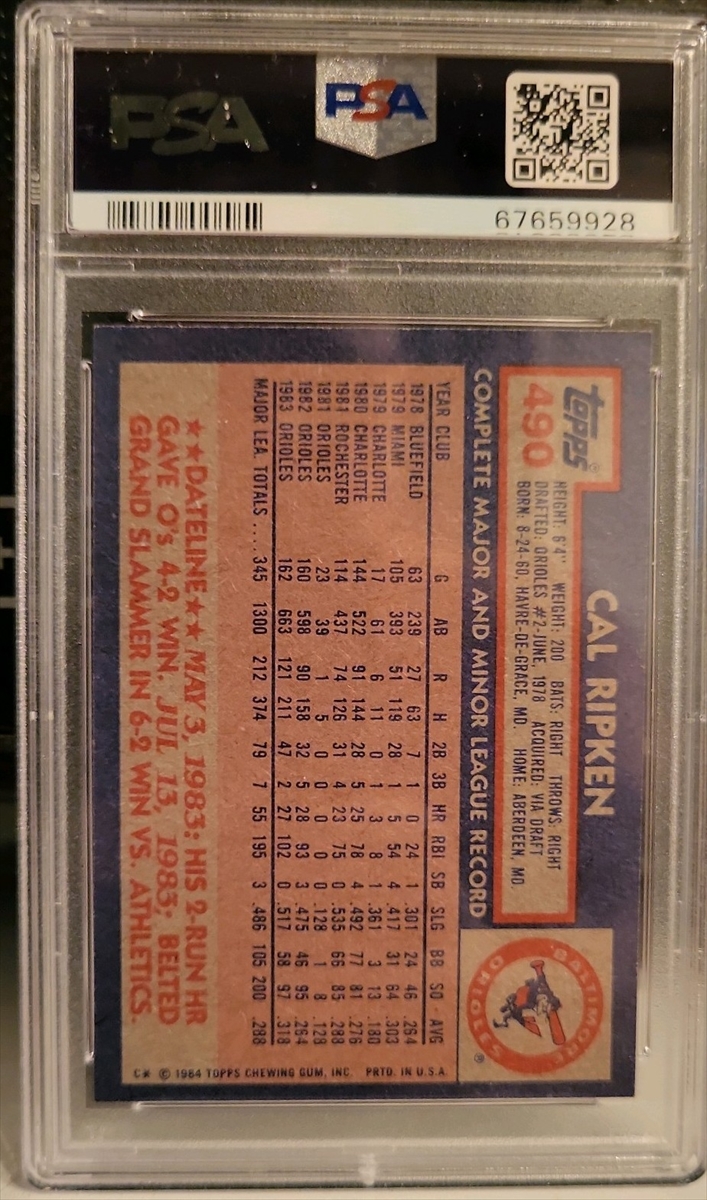 PSA
PSA
67659928
topps®
490
CAL RIPKEN
HEIGHT: 6'4" WEIGHT: 200 BATS: RIGHT THROWS: RIGHT
DRAFTED: ORIOLES #2-JUNE, 1978 ACQUIRED: VIA DRAFT
BORN: 8-24-60, HAVRE-DE-GRACE, MD. HOME: ABERDEEN, MD.
BALTIMORE
ORIOLES
®
COMPLETE MAJOR AND MINOR LEAGUE RECORD
YEAR CLUB G AB R H 2B 3B HR RBI SB SLG BB SO AVG
1978 BLUEFIELD 63 239 27 63 7 1 0 24 1 .301 24 46 .264
1979 MIAMI 105 393 51 119 28 1 5 54 4 .417 31 64 .303
1979 CHARLOTTE 17 61 6 11 0 1 3 8 1 .361 3 13 .180
1980 CHARLOTTE 144 522 91 144 28 5 25 78 4 .492 77 81 .276
1981 ROCHESTER 114 437 74 126 31 4 23 75 0 .535 66 85 .288
1981 ORIOLES 23 39 1 5 0 0 0 0 0 .128 1 8 .128
1982 ORIOLES 160 598 90 158 32 5 28 93 3 .475 46 95 .264
1983 ORIOLES 162 663 121 211 47 2 27 102 0 .517 58 97 .318
MAJOR LEA. TOTALS .... 345 1300 212 374 79 7 55 195 3 .486 105 200 .288
★★DATELINE★★ MAY 3, 1983: HIS 2-RUN HR
GAVE O's 4-2 WIN. JUL 13, 1983: BELTED
GRAND SLAMMER IN 6-2 WIN VS. ATHLETICS.
C* © 1984 TOPPS CHEWING GUM, INC. PRTD. IN U.S.A.